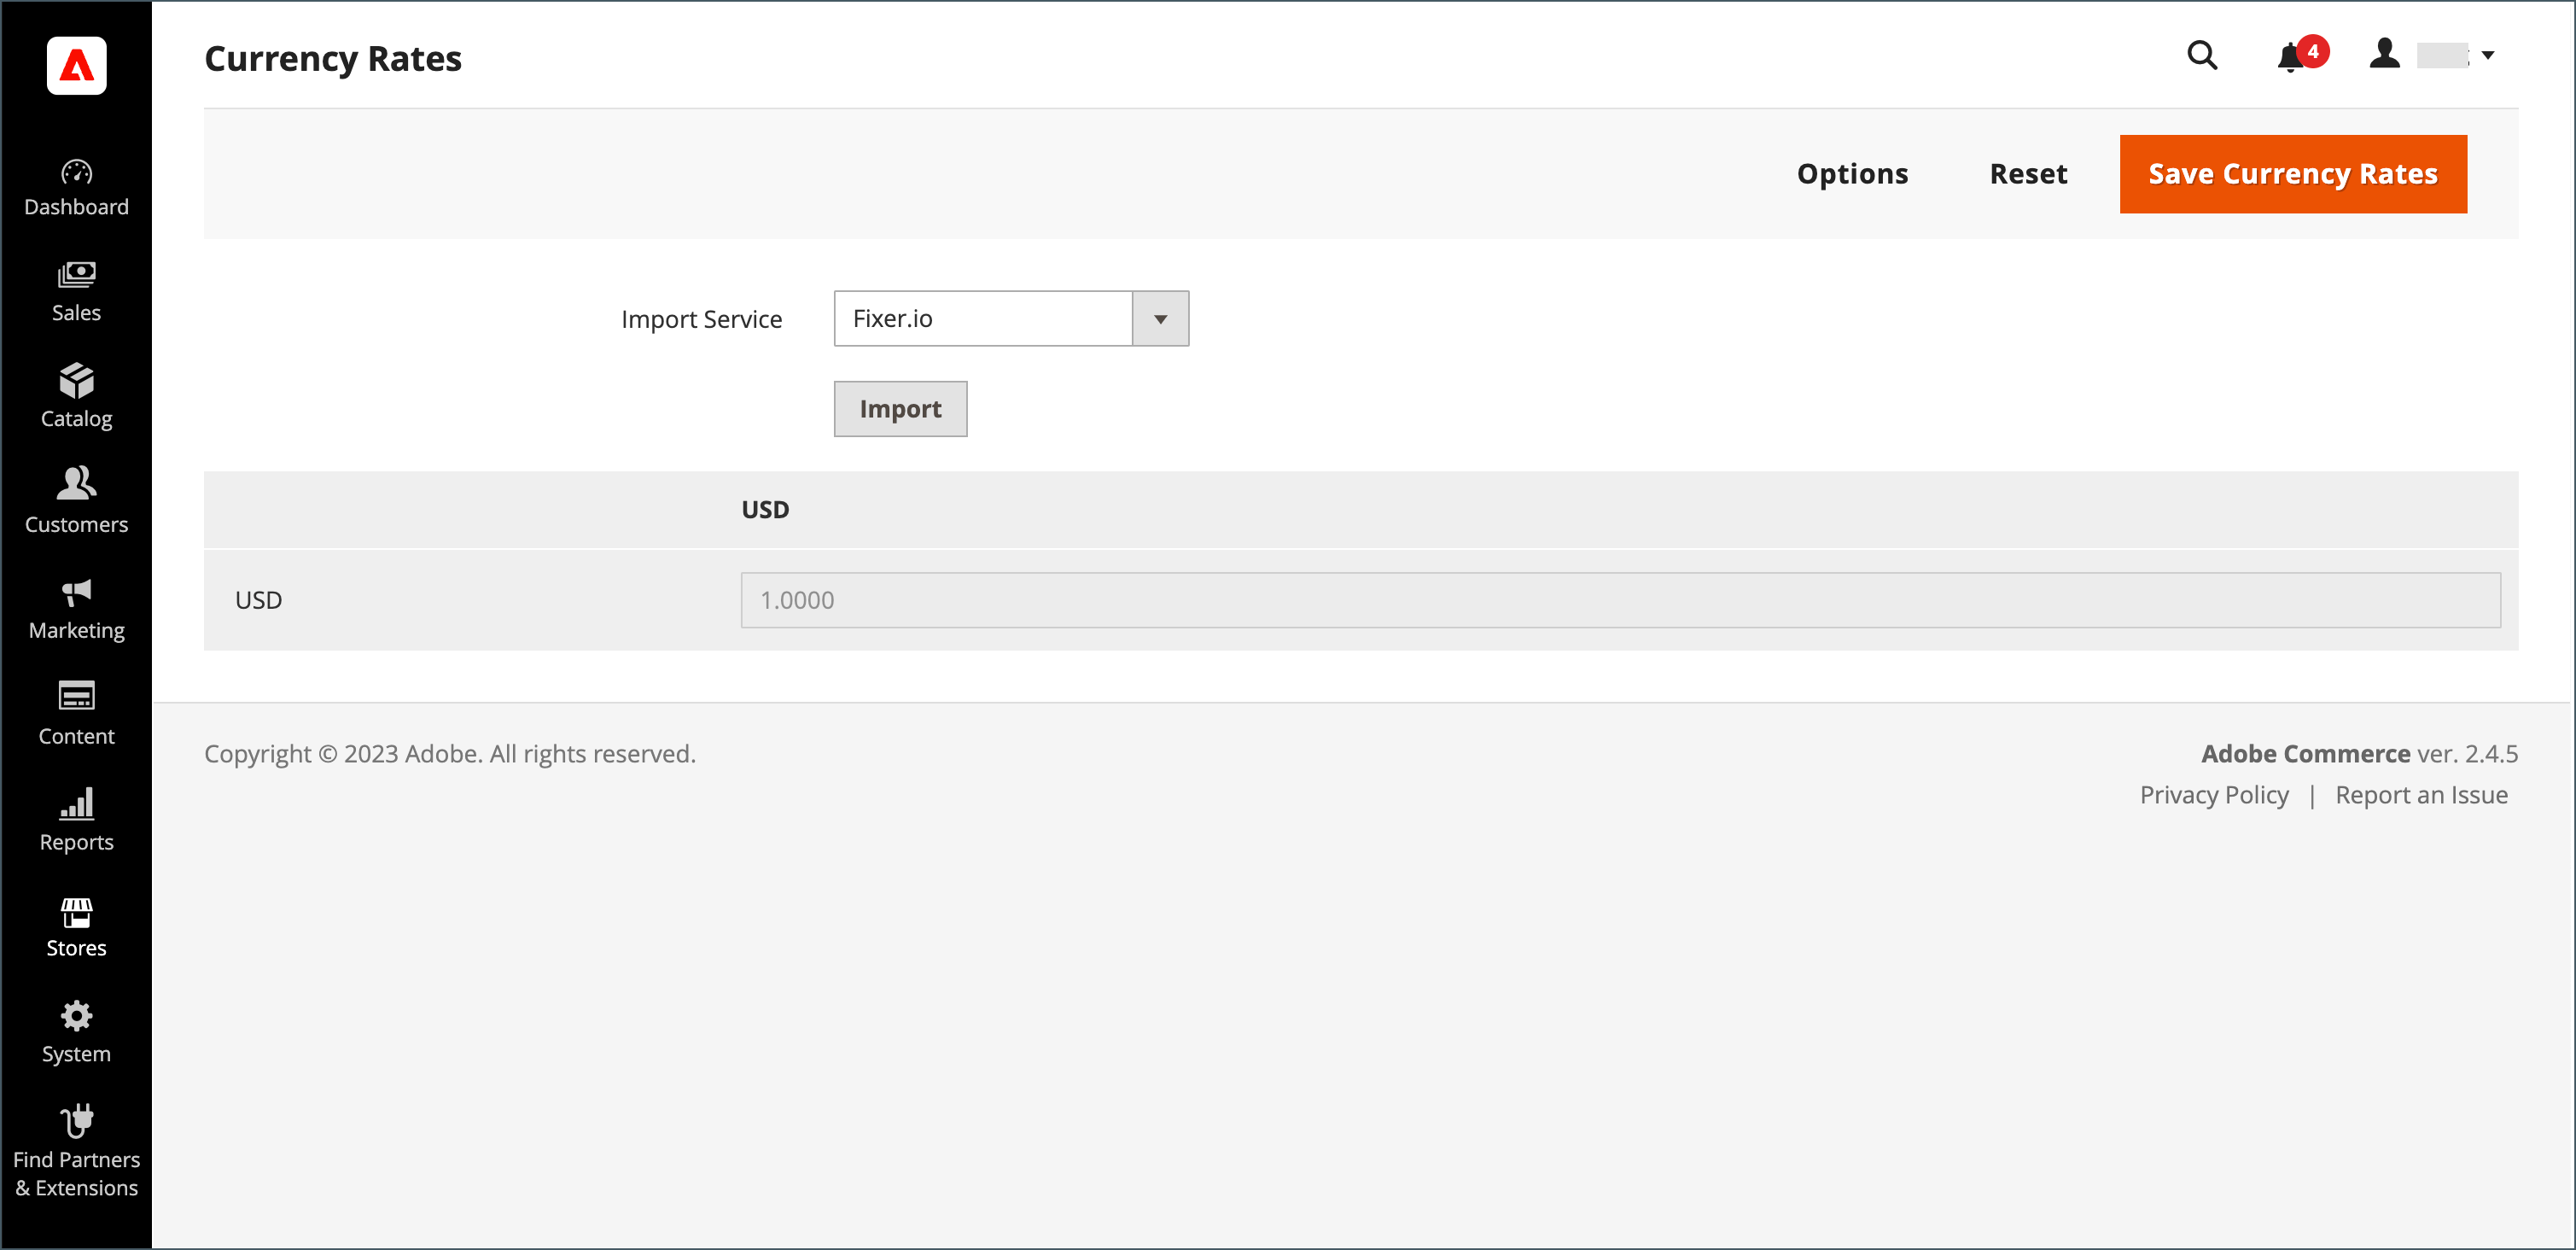 Currency Rates
4
Options
Reset
Save Currency Rates
Dashboard
Sales
Catalog
Customers
Marketing
Content
Reports
Stores
System
Find Partners
& Extensions
Import Service
Fixer.io
Import
USD
USD
1.0000
Copyright © 2023 Adobe. All rights reserved.
Adobe Commerce ver. 2.4.5
Privacy Policy | Report an Issue